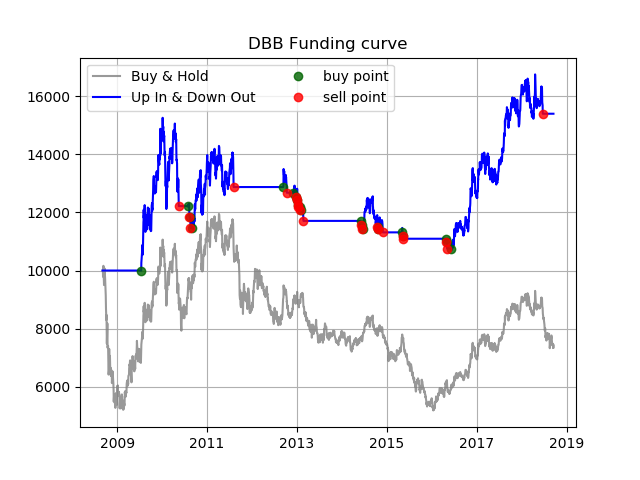 DBB Funding curve
Buy & Hold
Up In & Down Out
buy point
sell point
16000
14000
12000
10000
8000
6000
2009 2011 2013 2015 2017 2019